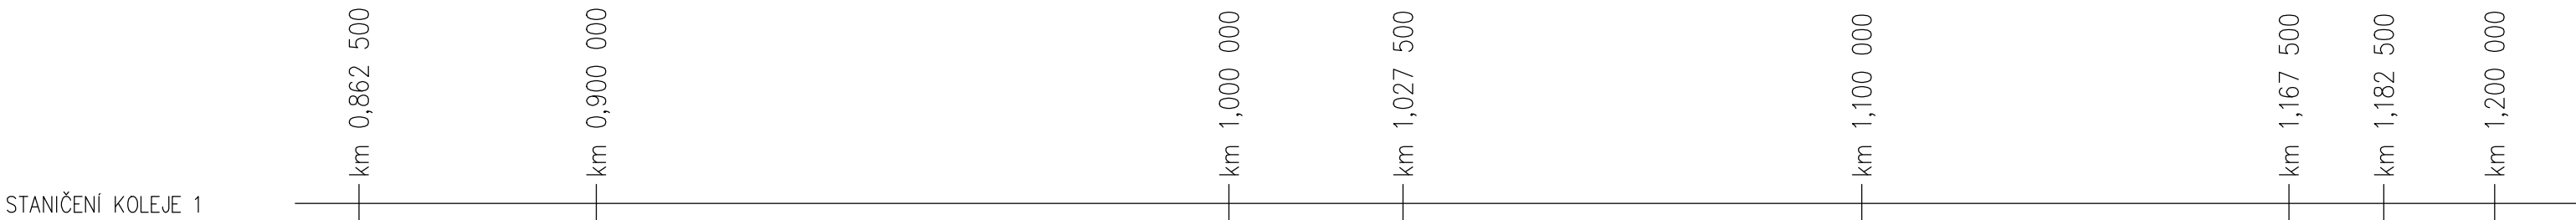 km 0,862 500
km 0,900 000
km 1,000 000
km 1,027 500
km 1,100 000
km 1,167 500
km 1,182 500
km 1,200 000
STANIČENÍ KOLEJE 1